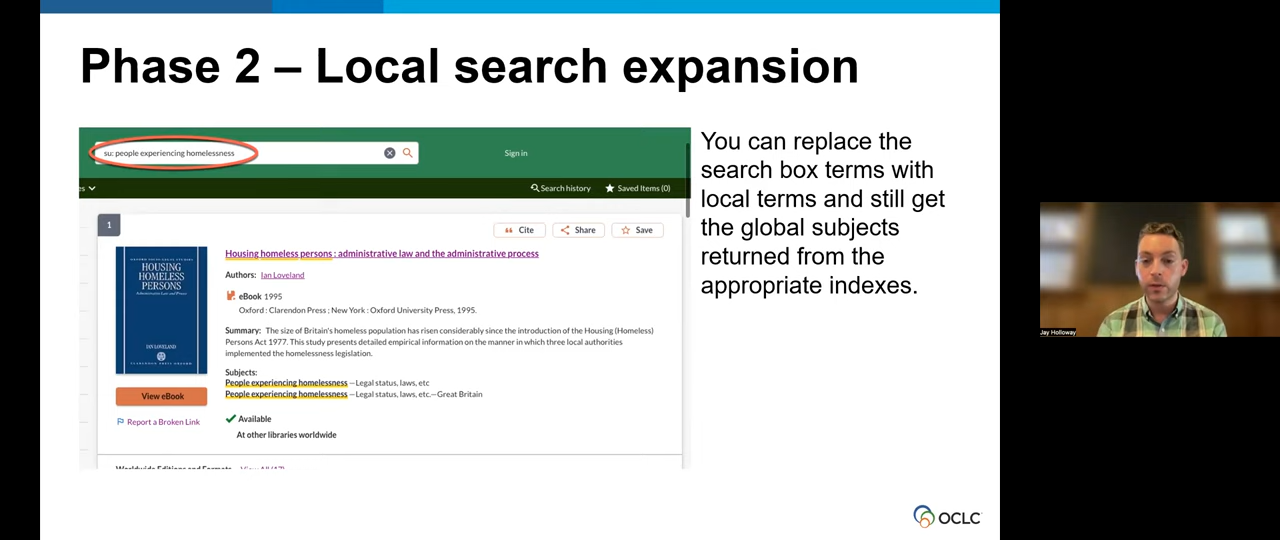 Phase 2 – Local search expansion
su: people experiencing homelessness
Sign in
es
Search history
Saved Items (0)
1
Cite
Share
Save
HOUSING
HOMELESS
PERSONS
IAN LOVELAND
View eBook
Report a Broken Link
Housing homeless persons : administrative law and the administrative process
Authors: Ian Loveland
eBook 1995
Oxford : Clarendon Press ; New York : Oxford University Press, 1995.
Summary: The size of Britain's homeless population has risen considerably since the introduction of the Housing (Homeless)
Persons Act 1977. This study presents detailed empirical information on the manner in which three local authorities
implemented the homelessness legislation.
Subjects:
People experiencing homelessness —Legal status, laws, etc
People experiencing homelessness —Legal status, laws, etc.—Great Britain
Available
At other libraries worldwide
Worldwide Editions and Formats
You can replace the
search box terms with
local terms and still get
the global subjects
returned from the
appropriate indexes.
OCLC
Jay Holloway